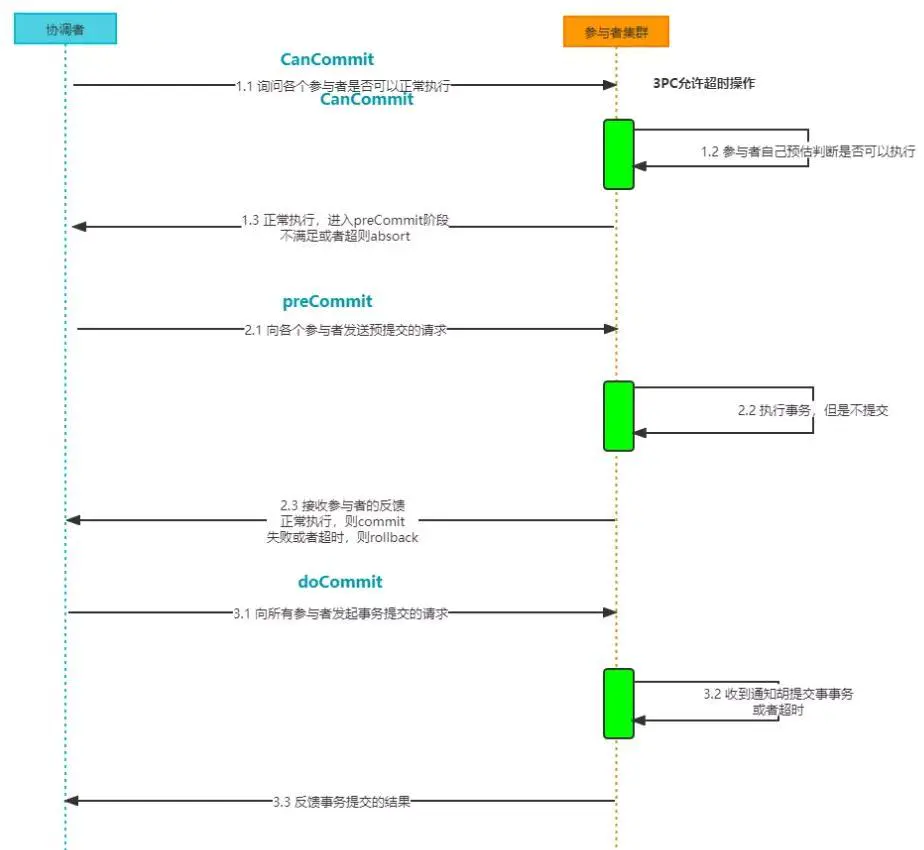 协调者
参与者集群
CanCommit
1.1 询问各个参与者是否可以正常执行
CanCommit
3PC允许超时操作
1.2 参与者自己预估判断是否可以执行
1.3 正常执行，进入preCommit阶段
不满足或者超则absort
preCommit
2.1 向各个参与者发送预提交的请求
2.2 执行事务，但是不提交
2.3 接收参与者的反馈
正常执行，则commit
失败或者超时，则rollback
doCommit
3.1 向所有参与者发起事务提交的请求
3.2 收到通知胡提交事事务
或者超时
3.3 反馈事务提交的结果